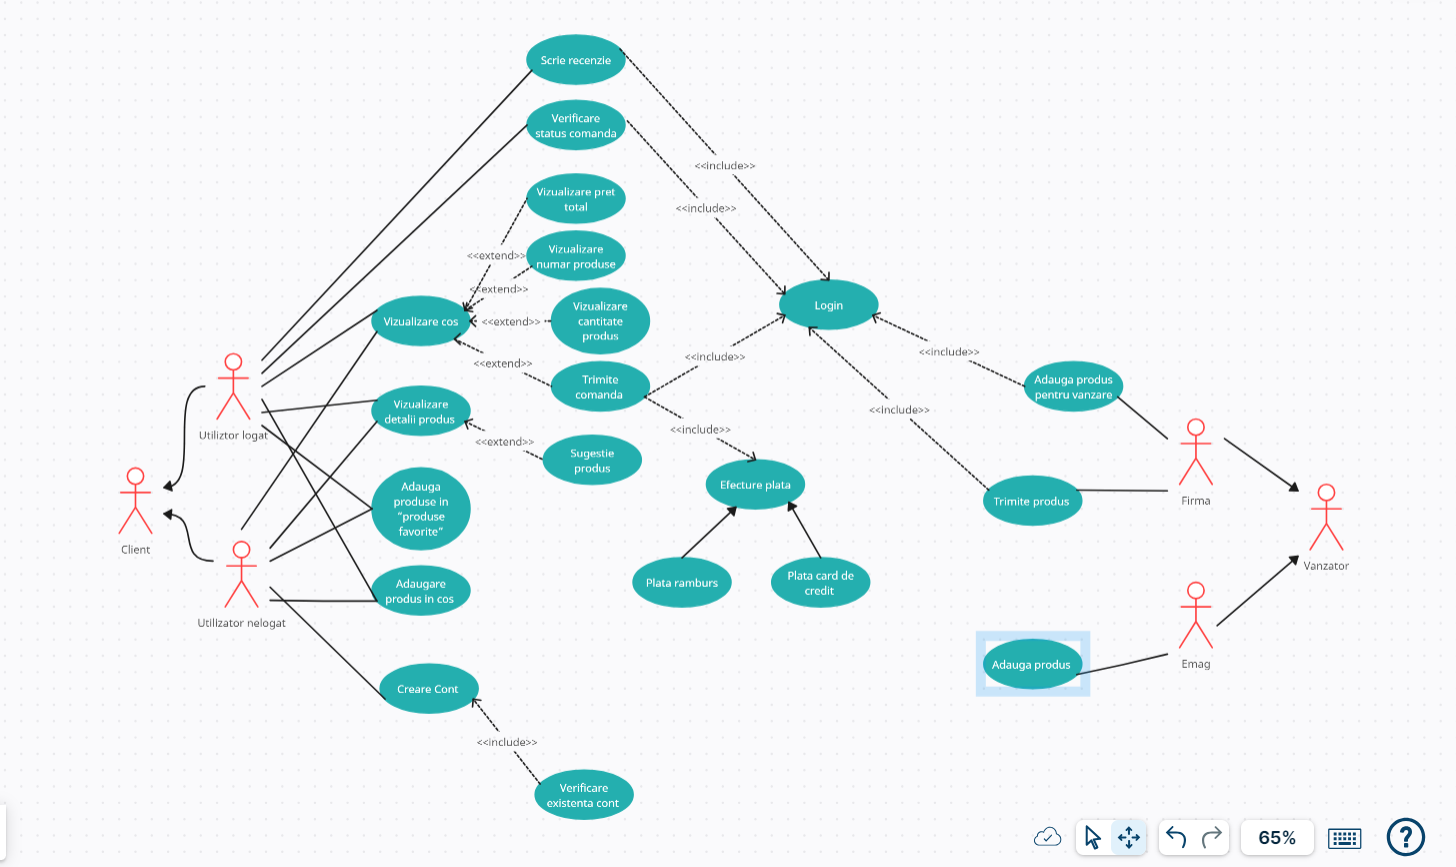 Scrie recenzie
Verificare
status comanda
<<include>>
Vizualizare pret
total
<<include>>
<<extend>>
Vizualizare
numar produse
<<extend>>
Vizualizare cos
<<extend>>
Vizualizare
cantitate
produs
Login
<<extend>>
Trimite
comanda
<<include>>
<<include>>
Adauga produs
pentru vanzare
Utiliztor logat
Vizualizare
detalii produs
<<extend>>
Sugestie
produs
<<include>>
<<include>>
Efecture plata
Trimite produs
Firma
Client
Adauga
produse in
"produse
favorite"
Vanzator
Utilizator nelogat
Adaugare
produs in cos
Plata ramburs
Plata card de
credit
Adauga produs
Emag
Creare Cont
<<include>>
Verificare
existenta cont
65%
?